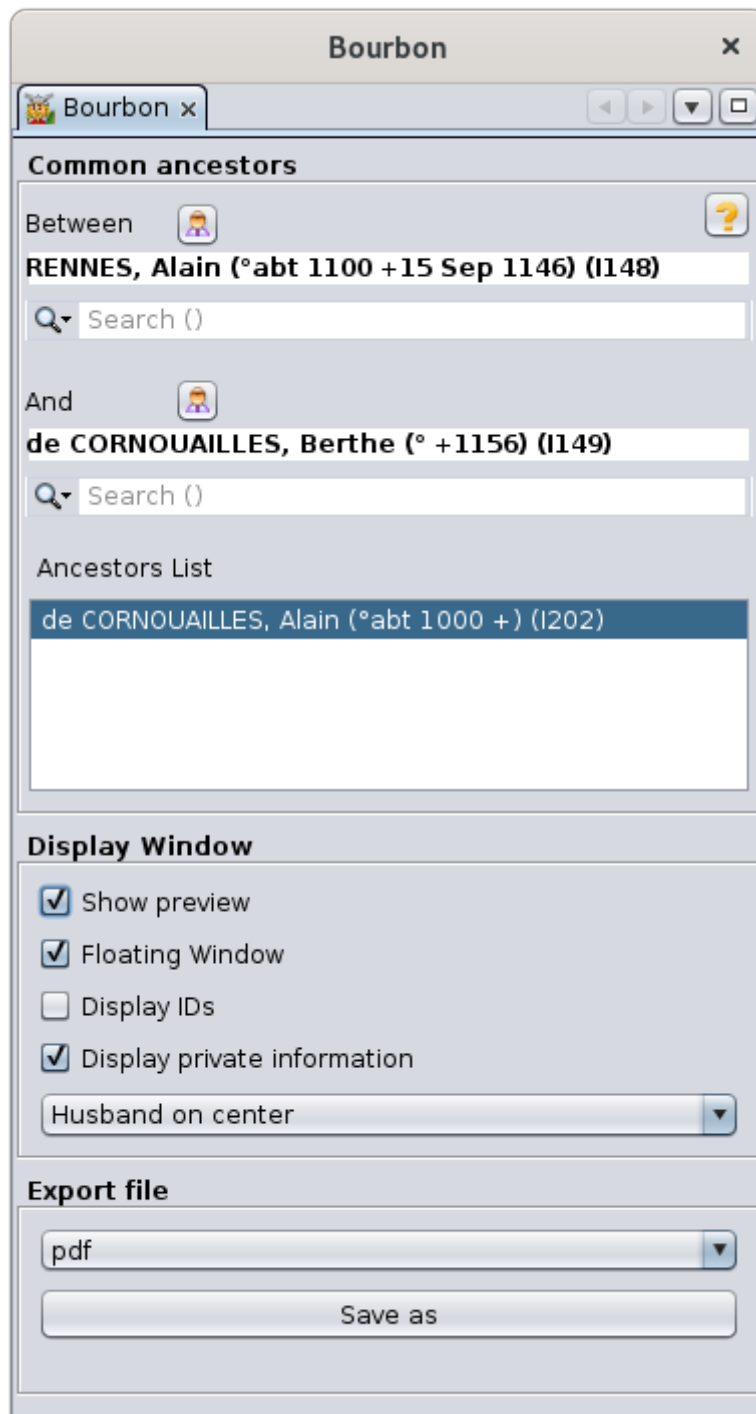 Bourbon
Bourbon
Common ancestors
Between
RENNES, Alain (°abt 1100 +15 Sep 1146) (I148)
Search ()
And
de CORNOUAILLES, Berthe (° +1156) (I149)
Search ()
Ancestors List
de CORNOUAILLES, Alain (°abt 1000 +) (I202)
Display Window
Show preview
Floating Window
Display IDs
Display private information
Husband on center
Export file
pdf
Save as